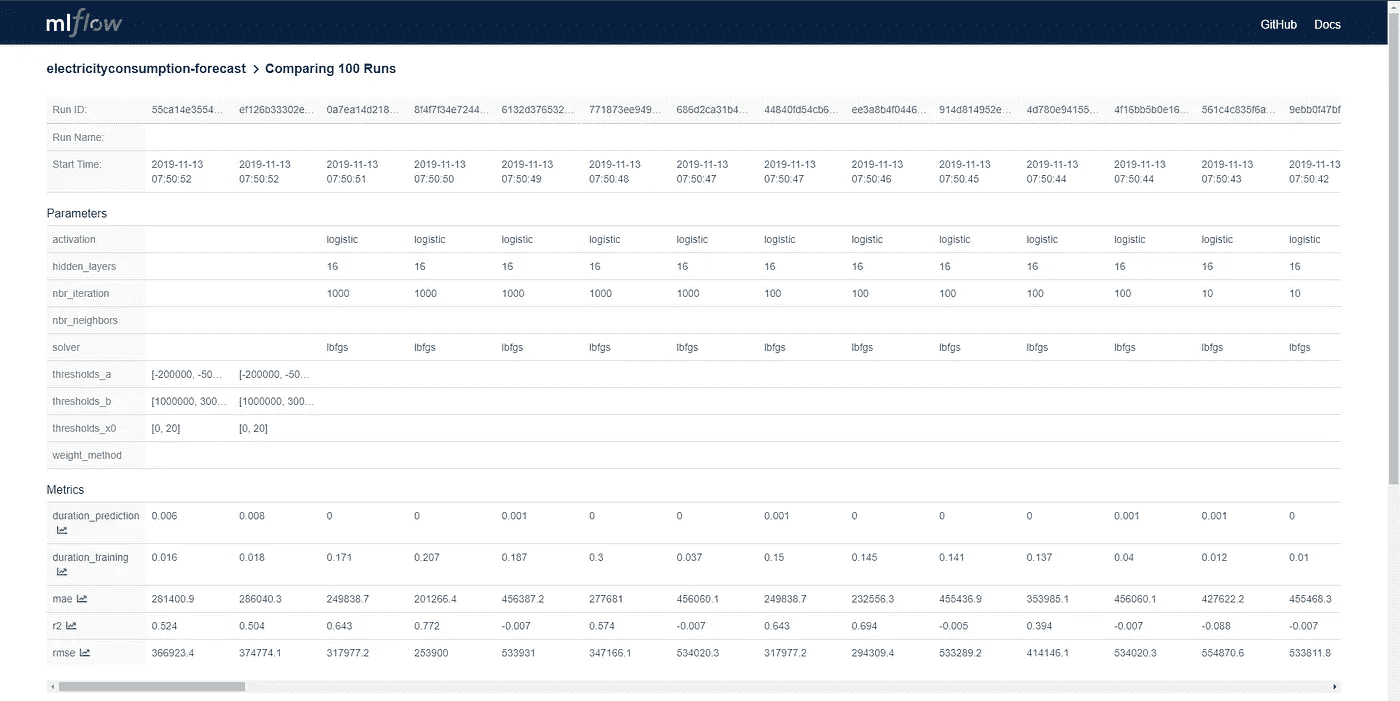 mlflow GitHub Docs
electricityconsumption-forecast > Comparing 100 Runs
Run ID: 55ca14e3554... ef126b33302e... 0a7ea14d218... 8f4f7f34e7244... 6132d376532... 771873ee949... 686d2ca31b4... 44840fd54cb6... ee3a8b4f0446... 914d814952e... 4d780e94155... 4f16bb5b0e16... 561c4c835f6a... 9ebb0f47bf
Run Name:
Start Time: 2019-11-13 2019-11-13 2019-11-13 2019-11-13 2019-11-13 2019-11-13 2019-11-13 2019-11-13 2019-11-13 2019-11-13 2019-11-13 2019-11-13 2019-11-13 2019-11-13
07:50:52 07:50:52 07:50:51 07:50:50 07:50:49 07:50:48 07:50:47 07:50:47 07:50:46 07:50:45 07:50:44 07:50:44 07:50:43 07:50:42
Parameters
activation logistic logistic logistic logistic logistic logistic logistic logistic logistic logistic logistic logistic
hidden_layers 16 16 16 16 16 16 16 16 16 16 16 16
nbr_iteration 1000 1000 1000 1000 1000 100 100 100 100 100 10 10
nbr_neighbors
solver lbfgs lbfgs lbfgs lbfgs lbfgs lbfgs lbfgs lbfgs lbfgs lbfgs lbfgs lbfgs
thresholds_a [-200000, -50... [-200000, -50...
thresholds_b [1000000, 300... [1000000, 300...
thresholds_x0 [0, 20] [0, 20]
weight_method
Metrics
duration_prediction 0.006 0.008 0 0 0.001 0 0 0.001 0 0 0 0.001 0.001 0
duration_training 0.016 0.018 0.171 0.207 0.187 0.3 0.037 0.15 0.145 0.141 0.137 0.04 0.012 0.01
mae 281400.9 286040.3 249838.7 201266.4 456387.2 277681 456060.1 249838.7 232556.3 455436.9 353985.1 456060.1 427622.2 455468.3
r2 0.524 0.504 0.643 0.772 -0.007 0.574 -0.007 0.643 0.694 -0.005 0.394 -0.007 -0.088 -0.007
rmse 366923.4 374774.1 317977.2 253900 533931 347166.1 534020.3 317977.2 294309.4 533289.2 414146.1 534020.3 554870.6 533811.8